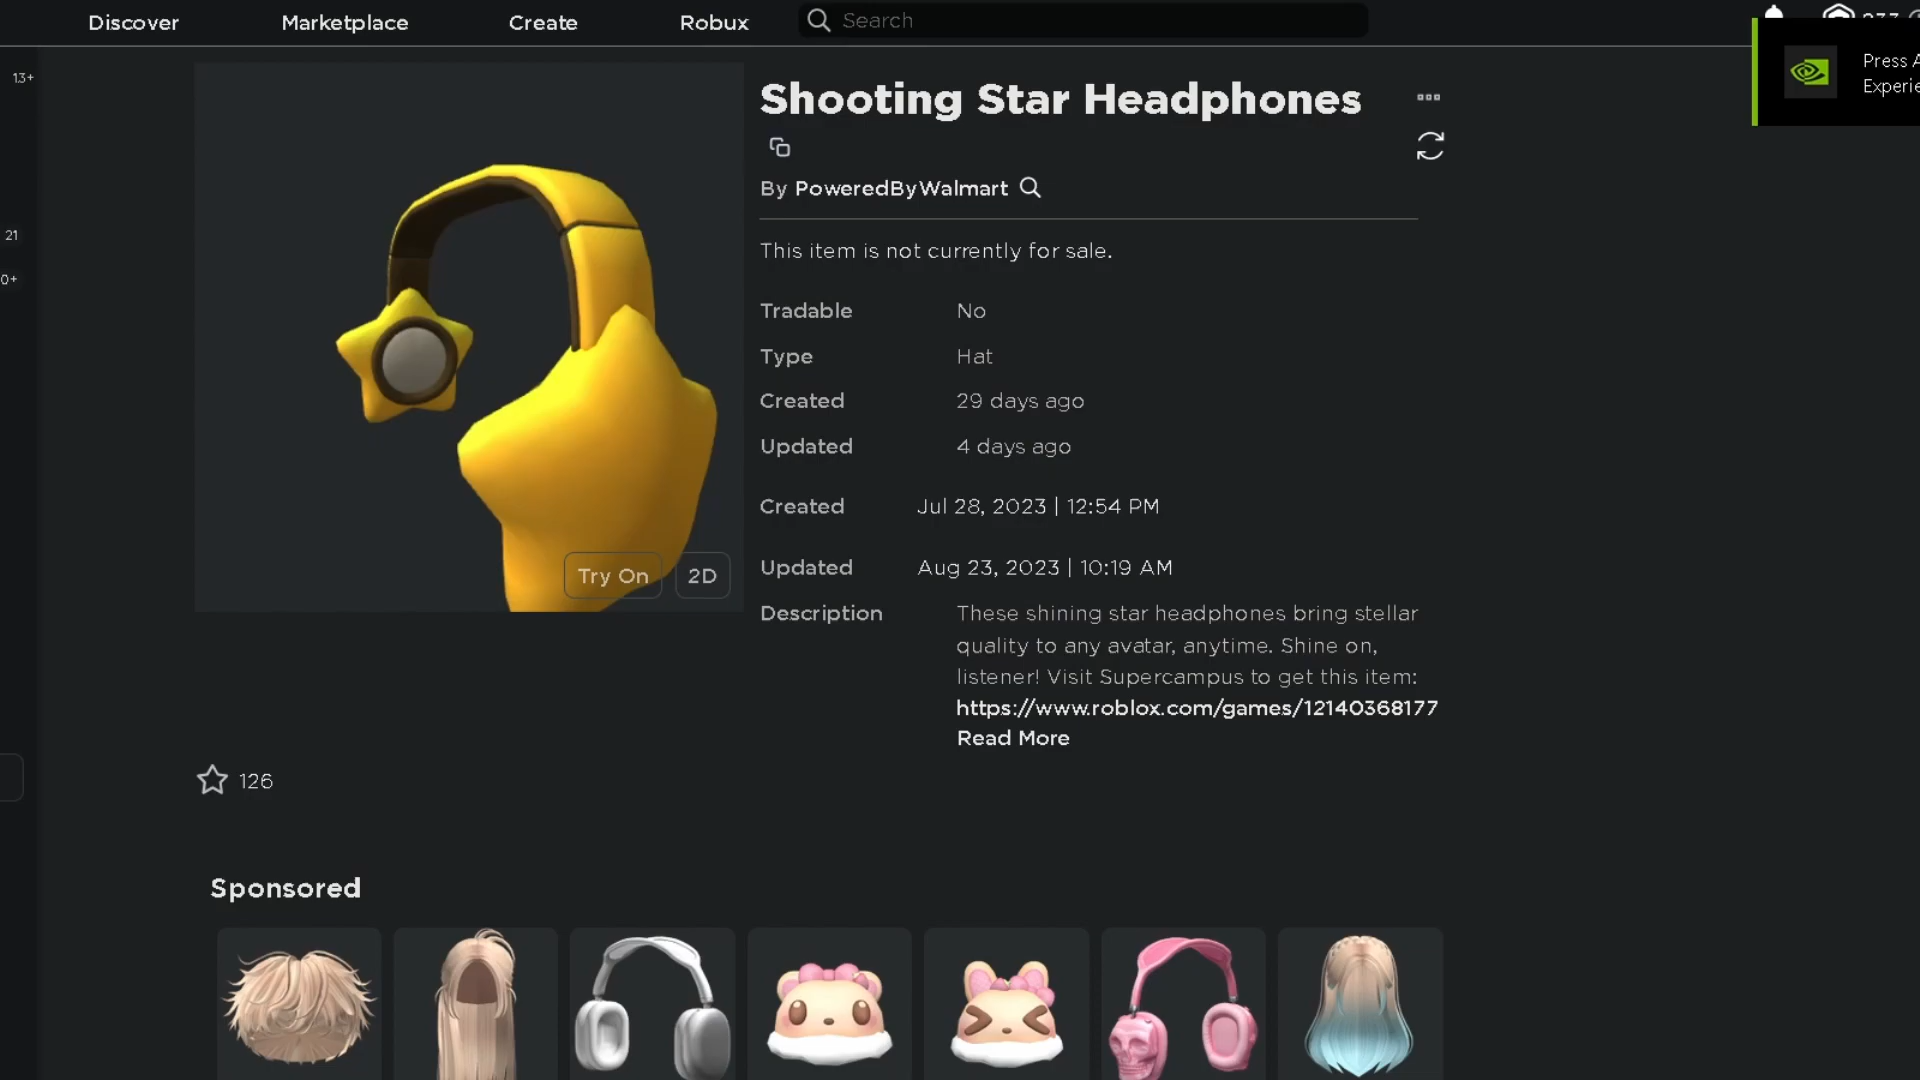 Discover Marketplace Create Robux Search
13+
Press A
Experie
Shooting Star Headphones
By PoweredByWalmart
21
This item is not currently for sale.
0+
Tradable No
Type Hat
Created 29 days ago
Updated 4 days ago
Created Jul 28, 2023 | 12:54 PM
Updated Aug 23, 2023 | 10:19 AM
Try On 2D
Description These shining star headphones bring stellar
quality to any avatar, anytime. Shine on,
listener! Visit Supercampus to get this item:
https://www.roblox.com/games/12140368177
Read More
126
Sponsored